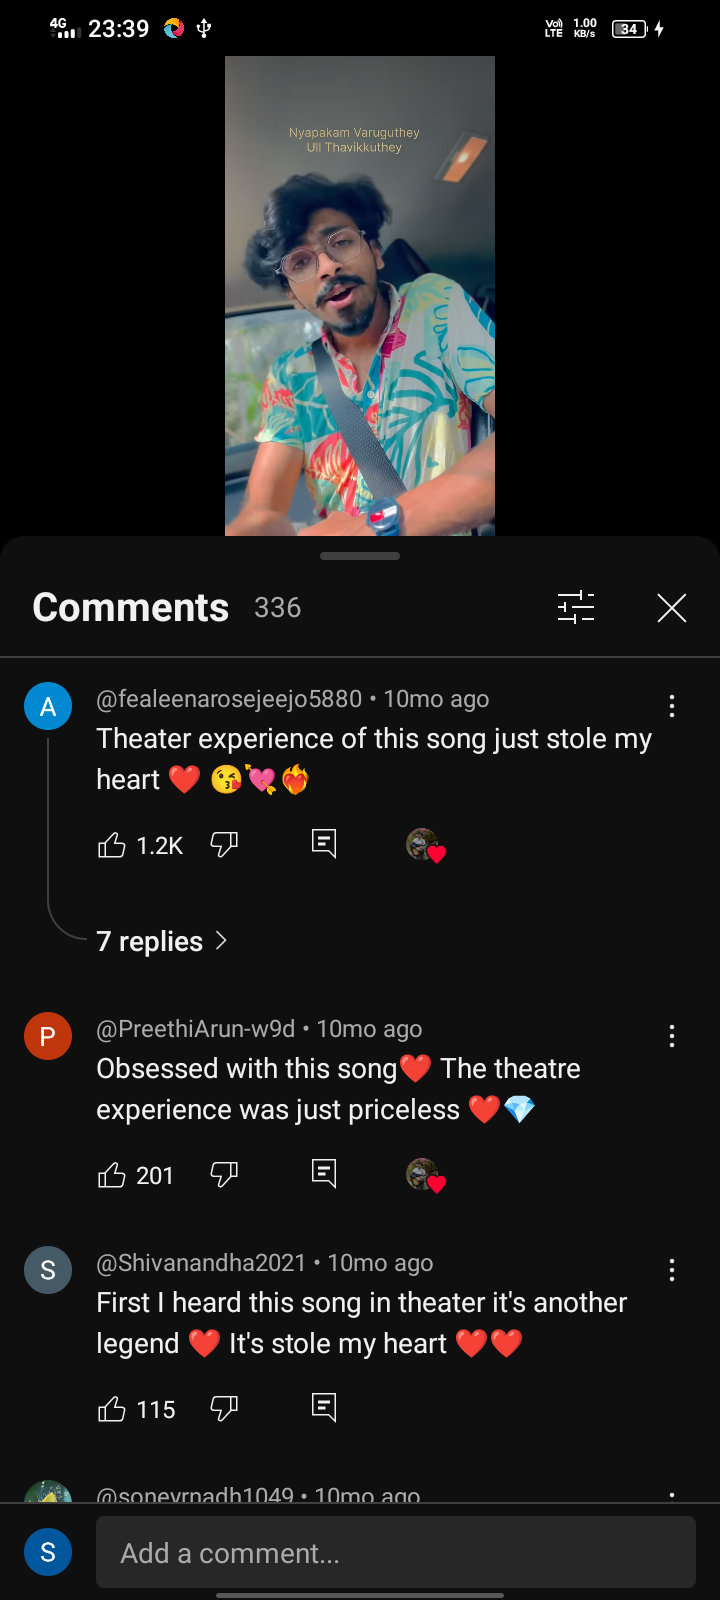 4G 23:39 Vo) LTE 1.00 KB/s 34
Nyapakam Varuguthey
Ull Thavikkuthey
Comments 336
A @fealeenarosejeejo5880 • 10mo ago
Theater experience of this song just stole my
heart ❤️ 😘💘❤️‍🔥
1.2K
7 replies
P @PreethiArun-w9d • 10mo ago
Obsessed with this song❤️ The theatre
experience was just priceless ❤️💎
201
S @Shivanandha2021 • 10mo ago
First I heard this song in theater it's another
legend ❤️ It's stole my heart ❤️❤️
115
@soneyrnadh1049 • 10mo ago
S Add a comment...